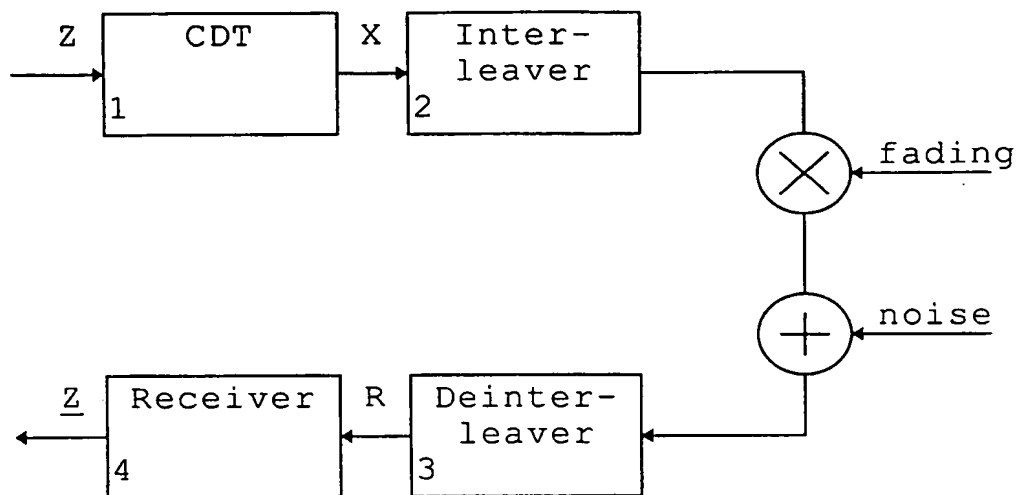 Z
CDT
1
X
Inter-
leaver
2
fading
noise
Z
Receiver
4
R
Deinter-
leaver
3